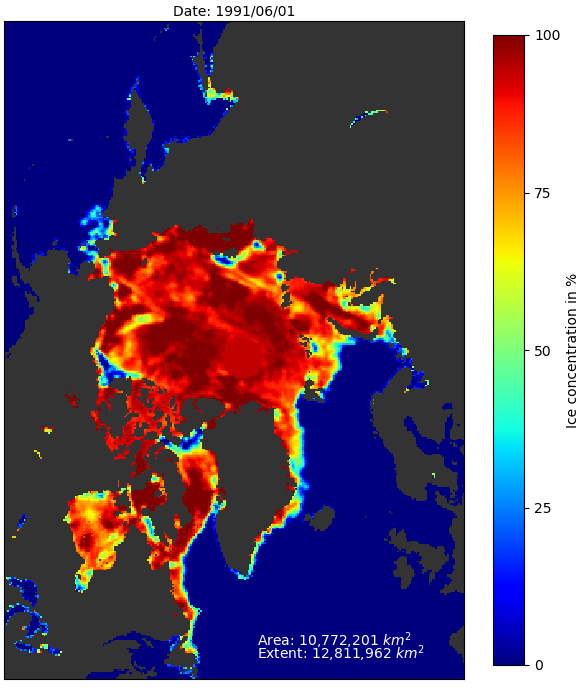 Date: 1991/06/01
100
75
50
25
0
Ice concentration in %
Area: 10,772,201 km²
Extent: 12,811,962 km²